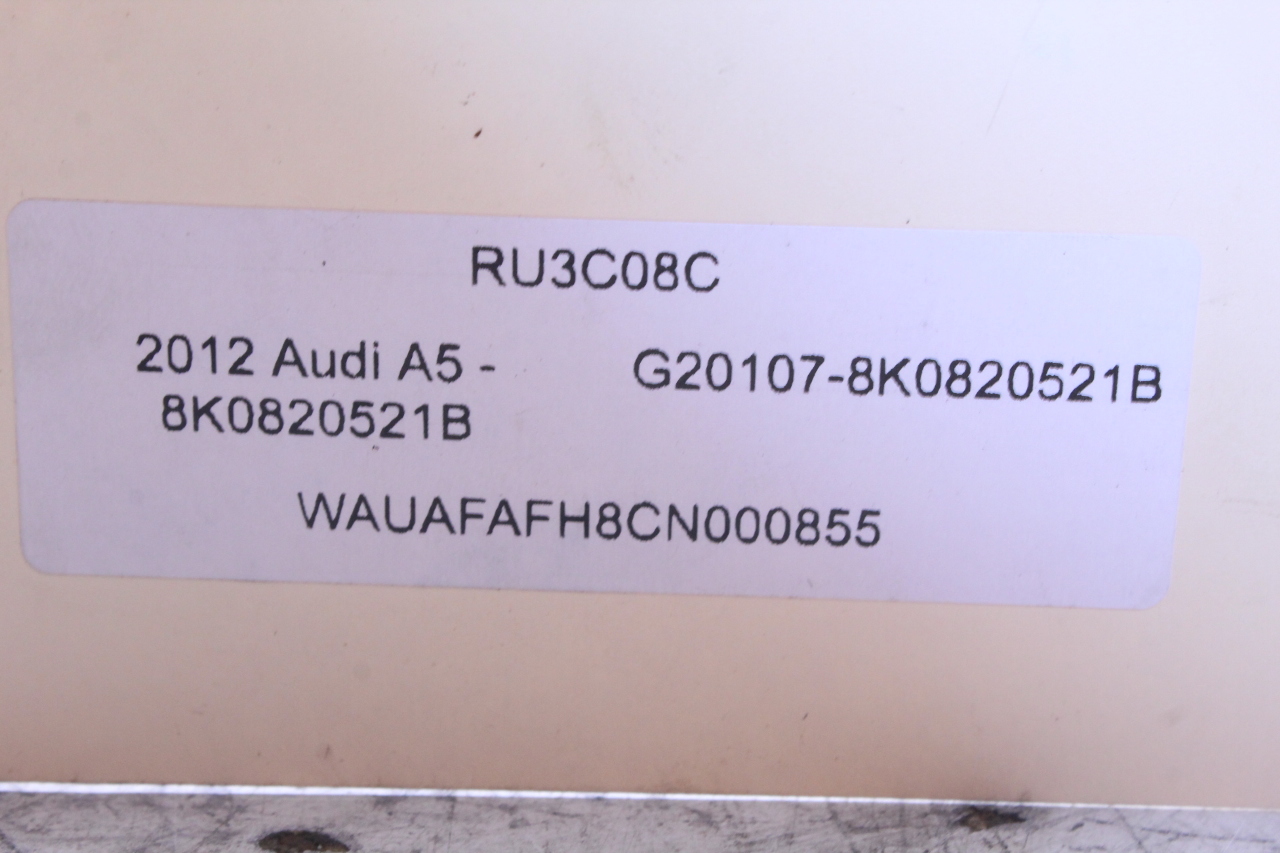 RU3C08C
2012 Audi A5 -
8K0820521B
G20107-8K0820521B
WAUAFAFH8CN000855